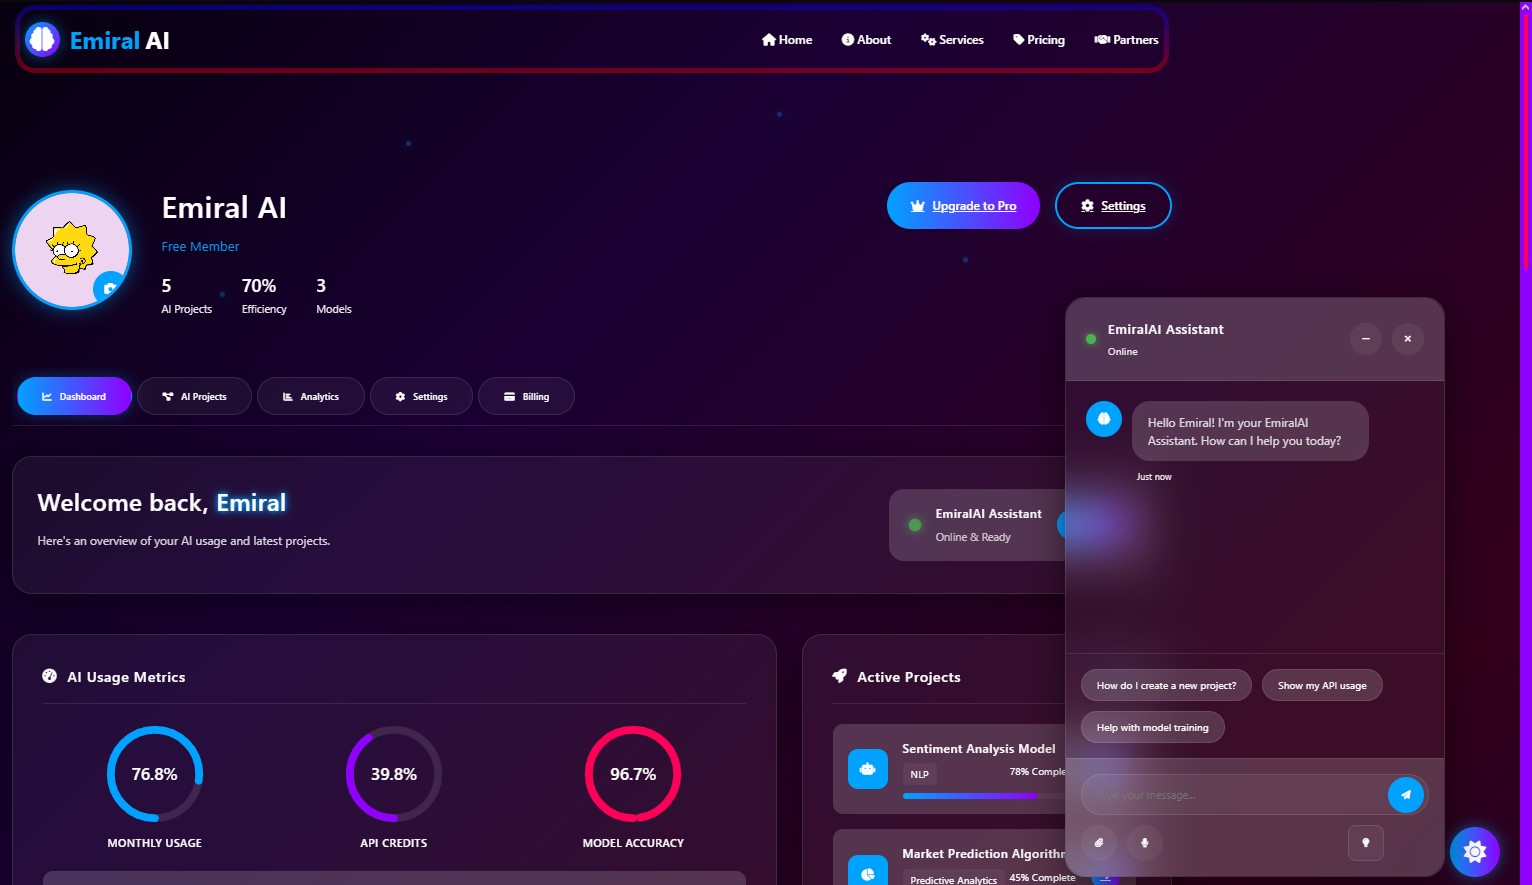 Emiral AI
Home
About
Services
Pricing
Partners
Emiral AI
Free Member
5
AI Projects
70%
Efficiency
3
Models
Upgrade to Pro
Settings
Dashboard
AI Projects
Analytics
Settings
Billing
Welcome back, Emiral
Here's an overview of your AI usage and latest projects.
EmiralAI Assistant
Online & Ready
AI Usage Metrics
76.8%
MONTHLY USAGE
39.8%
API CREDITS
96.7%
MODEL ACCURACY
Active Projects
Sentiment Analysis Model
NLP
78% Comple
Market Prediction Algorithm
Predictive Analytics
45% Complete
EmiralAI Assistant
Online
Hello Emiral! I'm your EmiralAI
Assistant. How can I help you today?
Just now
How do I create a new project?
Show my API usage
Help with model training
Type your message...